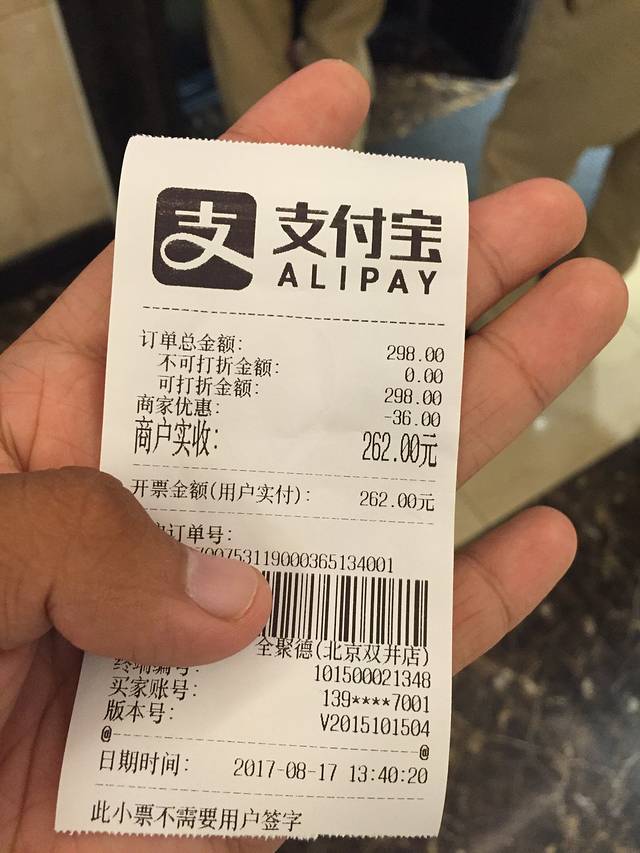 支 支付宝
ALIPAY
订单总金额: 298.00
不可打折金额: 0.00
可打折金额: 298.00
商家优惠: -36.00
商户实收: 262.00元
开票金额(用户实付): 262.00元
订单号:
00753119000365134001
全聚德(北京双井店)
终端编号: 101500021348
买家账号: 139****7001
版本号: V2015101504
@ @
日期时间: 2017-08-17 13:40:20
此小票不需要用户签字